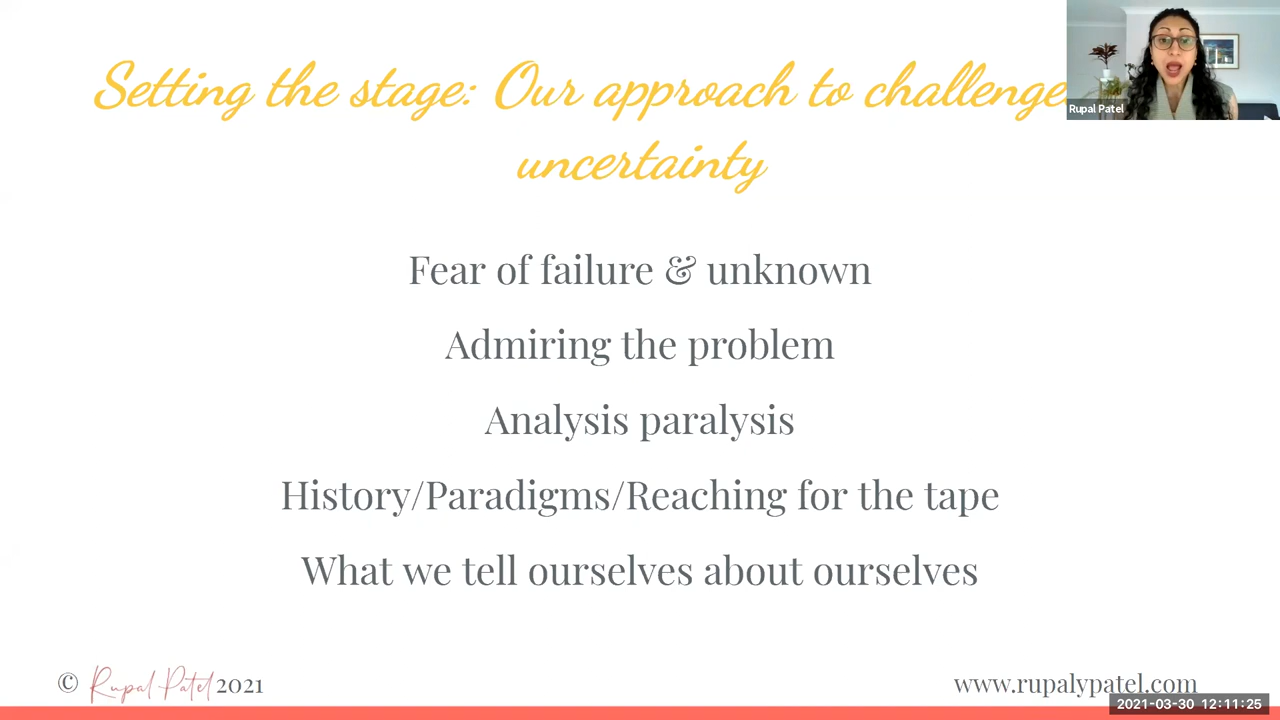 Setting the stage: Our approach to challenge
uncertainty
Rupal Patel
Fear of failure & unknown
Admiring the problem
Analysis paralysis
History/Paradigms/Reaching for the tape
What we tell ourselves about ourselves
© Rupal Patel 2021
www.rupalypatel.com
2021-03-30 12:11:25